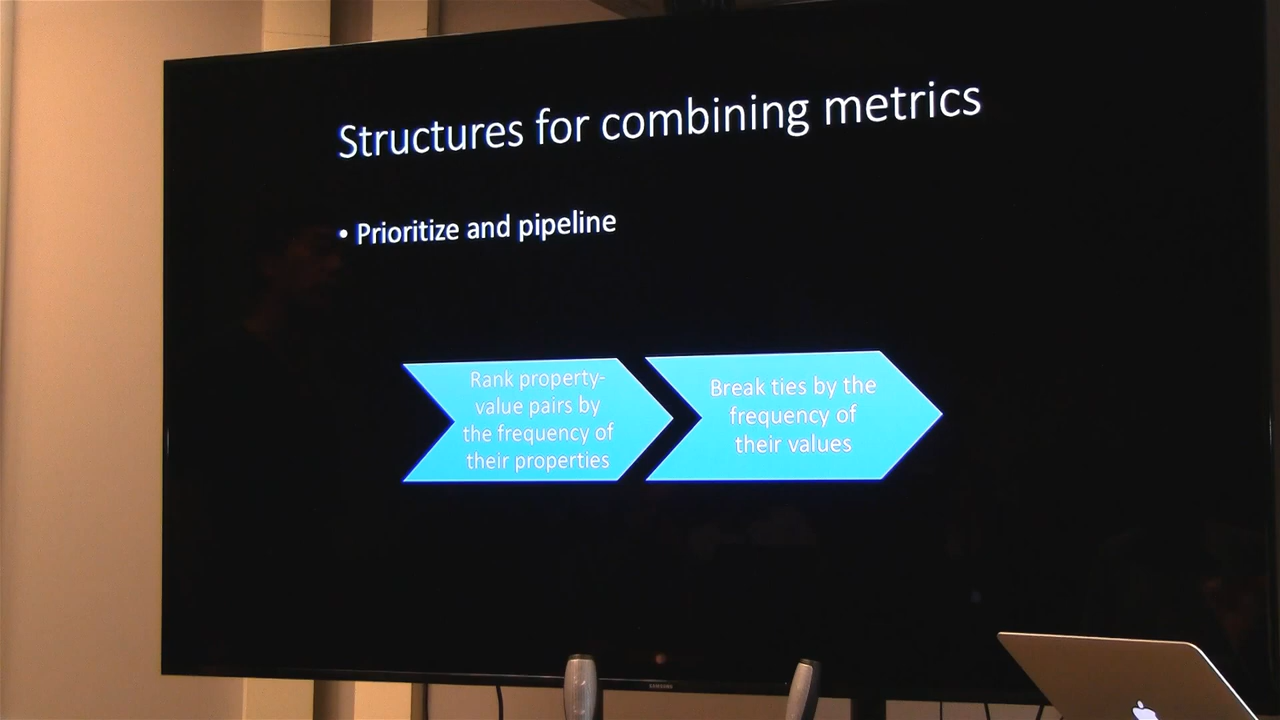 Structures for combining metrics
• Prioritize and pipeline
Rank property-
value pairs by
the frequency of
their properties
Break ties by the
frequency of
their values
SAMSUNG